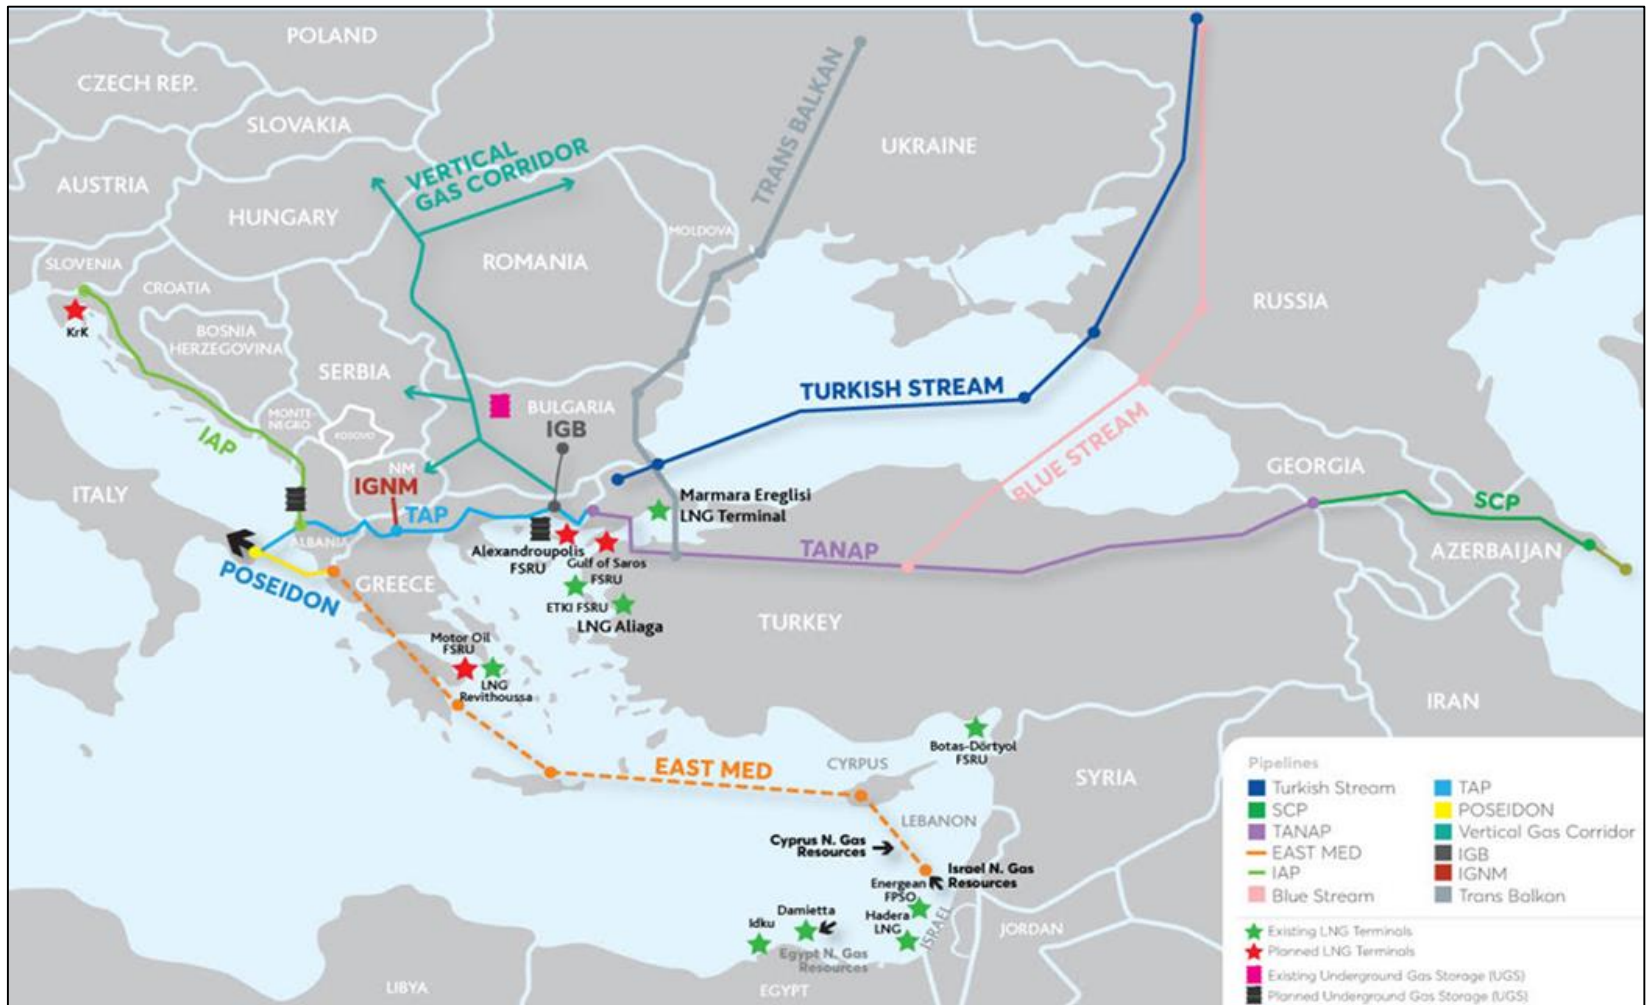 POLAND
CZECH REP.
SLOVAKIA
AUSTRIA
HUNGARY
VERTICAL
GAS CORRIDOR
TRANS BALKAN
UKRAINE
MOLDOVA
ROMANIA
SLOVENIA
CROATIA
KrK
BOSNIA
HERZEGOVINA
SERBIA
RUSSIA
TURKISH STREAM
BLUE STREAM
MONTE-
NEGRO
KOSOVO
BULGARIA
IGB
IAP
NM
IGNM
ITALY
TAP
ALBANIA
POSEIDON
GREECE
Marmara Ereglisi
LNG Terminal
GEORGIA
SCP
AZERBAIJAN
TANAP
Alexandroupolis
FSRU
Gulf of Saros
FSRU
ETKI FSRU
LNG Aliaga
TURKEY
Motor Oil
FSRU
LNG
Revithoussa
IRAN
Botas-Dörtyol
FSRU
EAST MED
CYRPUS
SYRIA
LEBANON
Cyprus N. Gas
Resources
Israel N. Gas
Resources
Energean
FPSO
Hadera
LNG
ISRAEL
JORDAN
Damietta
Idku
Egypt N. Gas
Resources
LIBYA
EGYPT
Pipelines
Turkish Stream
SCP
TANAP
EAST MED
IAP
Blue Stream
TAP
POSEIDON
Vertical Gas Corridor
IGB
IGNM
Trans Balkan
Existing LNG Terminals
Planned LNG Terminals
Existing Underground Gas Storage (UGS)
Planned Underground Gas Storage (UGS)